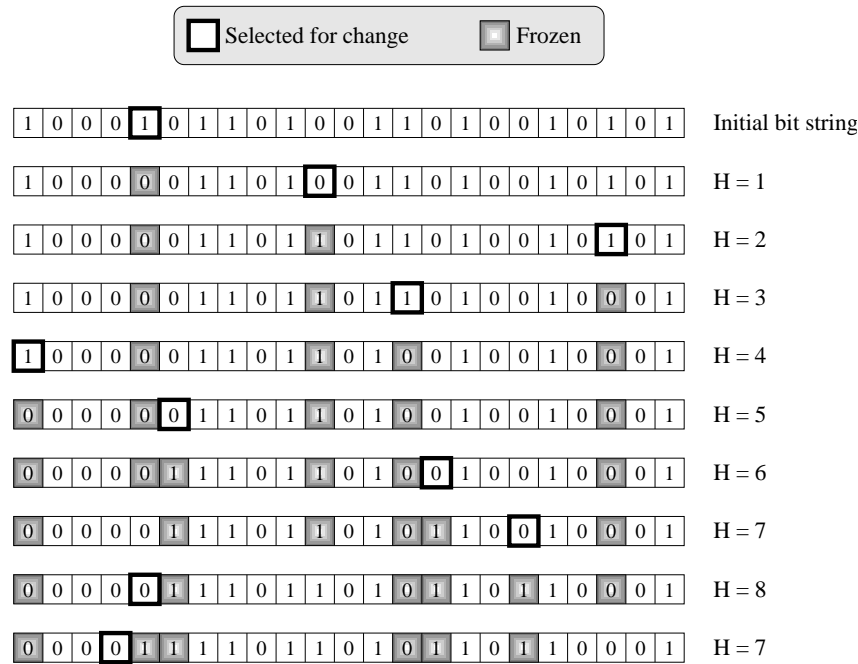 Selected for change Frozen
1 0 0 0 1 0 1 1 0 1 0 0 1 1 0 1 0 0 1 0 1 0 1 Initial bit string
1 0 0 0 0 0 1 1 0 1 0 0 1 1 0 1 0 0 1 0 1 0 1 H = 1
1 0 0 0 0 0 1 1 0 1 1 0 1 1 0 1 0 0 1 0 1 0 1 H = 2
1 0 0 0 0 0 1 1 0 1 1 0 1 1 0 1 0 0 1 0 0 0 1 H = 3
1 0 0 0 0 0 1 1 0 1 1 0 1 0 0 1 0 0 1 0 0 0 1 H = 4
0 0 0 0 0 0 1 1 0 1 1 0 1 0 0 1 0 0 1 0 0 0 1 H = 5
0 0 0 0 0 1 1 1 0 1 1 0 1 0 0 1 0 0 1 0 0 0 1 H = 6
0 0 0 0 0 1 1 1 0 1 1 0 1 0 1 1 0 0 1 0 0 0 1 H = 7
0 0 0 0 0 1 1 1 0 1 1 0 1 0 1 1 0 1 1 0 0 0 1 H = 8
0 0 0 0 1 1 1 1 0 1 1 0 1 0 1 1 0 1 1 0 0 0 1 H = 7